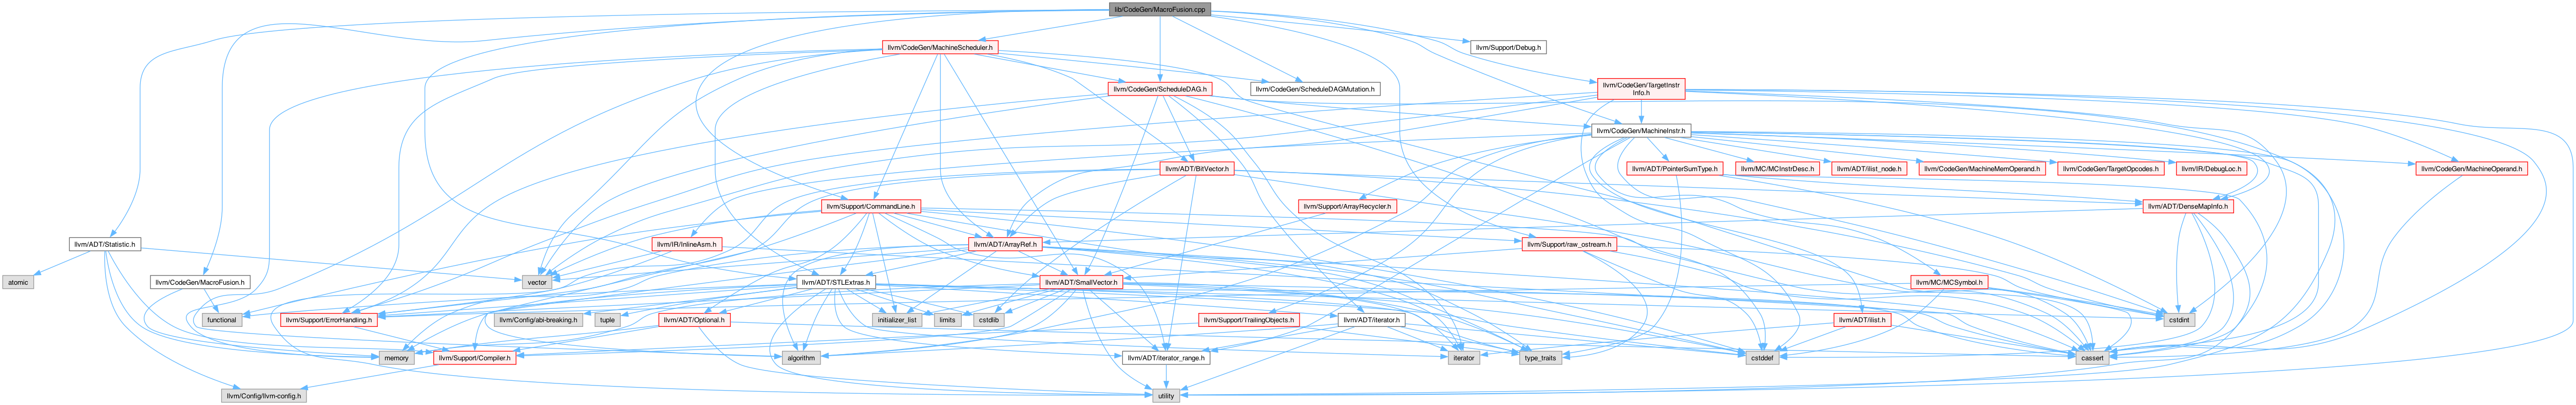 lib/CodeGen/MacroFusion.cpp
llvm/CodeGen/MachineScheduler.h
llvm/Support/Debug.h
llvm/CodeGen/ScheduleDAG.h
llvm/CodeGen/ScheduleDAGMutation.h
llvm/CodeGen/TargetInstr
Info.h
llvm/CodeGen/MachineInstr.h
llvm/ADT/BitVector.h
llvm/ADT/PointerSumType.h
llvm/MC/MCInstrDesc.h
llvm/ADT/ilist_node.h
llvm/CodeGen/MachineMemOperand.h
llvm/CodeGen/TargetOpcodes.h
llvm/IR/DebugLoc.h
llvm/CodeGen/MachineOperand.h
llvm/Support/CommandLine.h
llvm/Support/ArrayRecycler.h
llvm/ADT/DenseMapInfo.h
llvm/ADT/Statistic.h
llvm/IR/InlineAsm.h
llvm/ADT/ArrayRef.h
llvm/Support/raw_ostream.h
atomic
llvm/CodeGen/MacroFusion.h
vector
llvm/ADT/STLExtras.h
llvm/ADT/SmallVector.h
llvm/MC/MCSymbol.h
functional
llvm/Support/ErrorHandling.h
llvm/Config/abi-breaking.h
tuple
llvm/ADT/Optional.h
initializer_list
limits
cstdlib
llvm/Support/TrailingObjects.h
llvm/ADT/iterator.h
llvm/ADT/ilist.h
cstdint
memory
llvm/Support/Compiler.h
algorithm
llvm/ADT/iterator_range.h
iterator
type_traits
cstddef
cassert
llvm/Config/llvm-config.h
utility